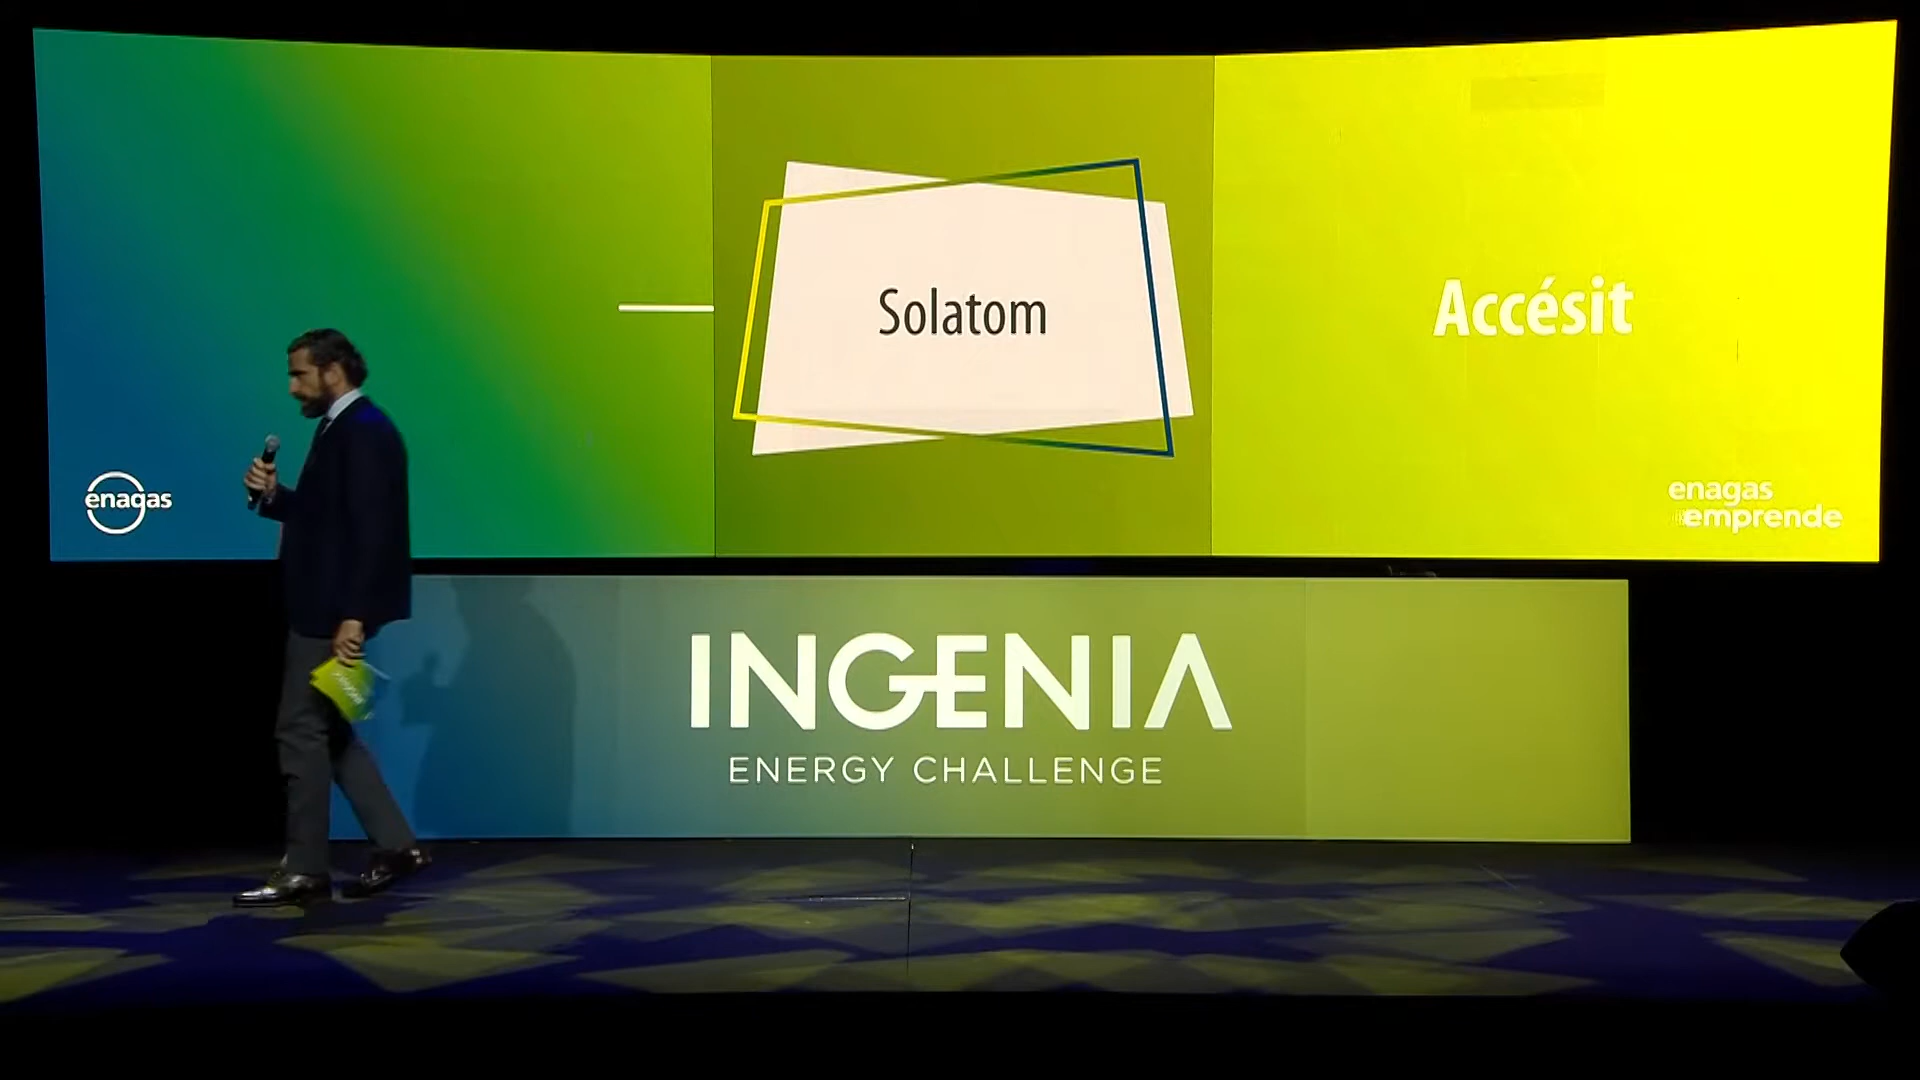 Solatom
Accésit
enagas
enagas
emprende
INGENIA
ENERGY CHALLENGE